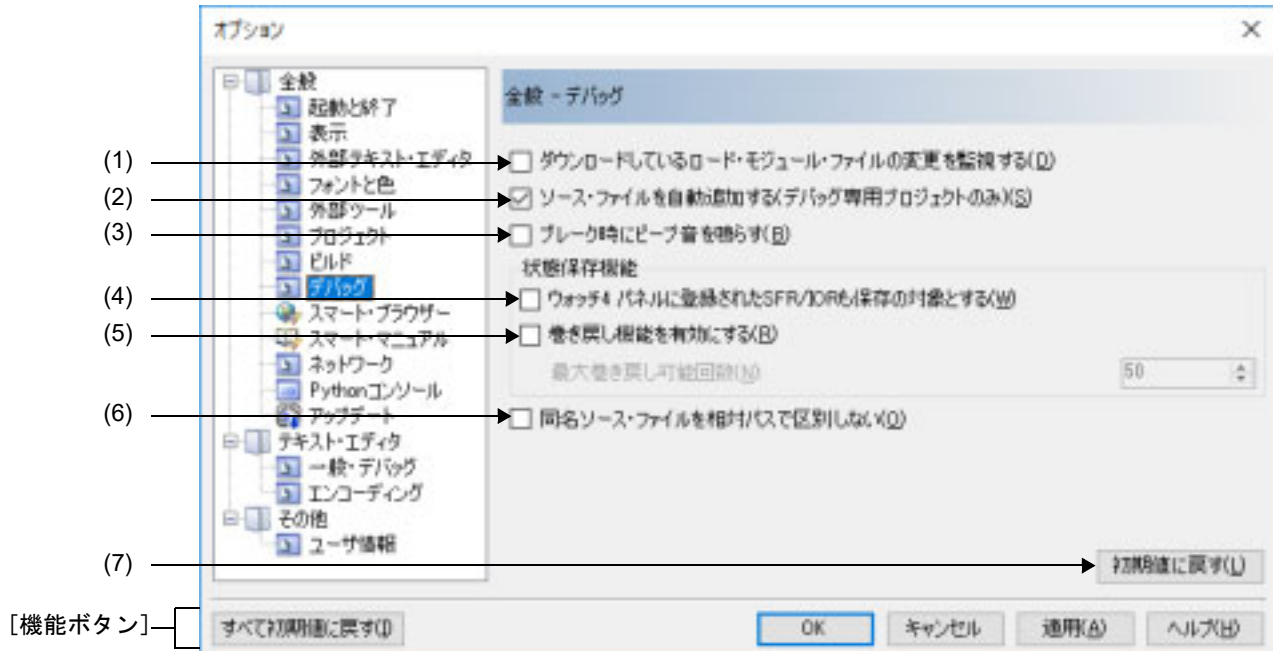 オプション
全般
起動と終了
表示
外部テキスト・エディタ
フォントと色
外部ツール
プロジェクト
ビルド
デバッグ
スマート・ブラウザー
スマート・マニュアル
ネットワーク
Pythonコンソール
アップデート
テキスト・エディタ
一般・デバッグ
エンコーディング
その他
ユーザ情報
全般 - デバッグ
(1)
ダウンロードしているロード・モジュール・ファイルの変更を監視する(D)
(2)
ソース・ファイルを自動追加する(デバッグ専用プロジェクトのみ)(S)
(3)
ブレーク時にビープ音を鳴らす(B)
状態保存機能
(4)
ウォッチ4 パネルに登録されたSFR/IORも保存の対象とする(W)
(5)
巻き戻し機能を有効にする(R)
最大巻き戻し可能回数(N)
50
(6)
同名ソース・ファイルを相対パスで区別しない(O)
(7)
初期値に戻す(L)
[機能ボタン]
すべて初期値に戻す(I)
OK
キャンセル
適用(A)
ヘルプ(H)